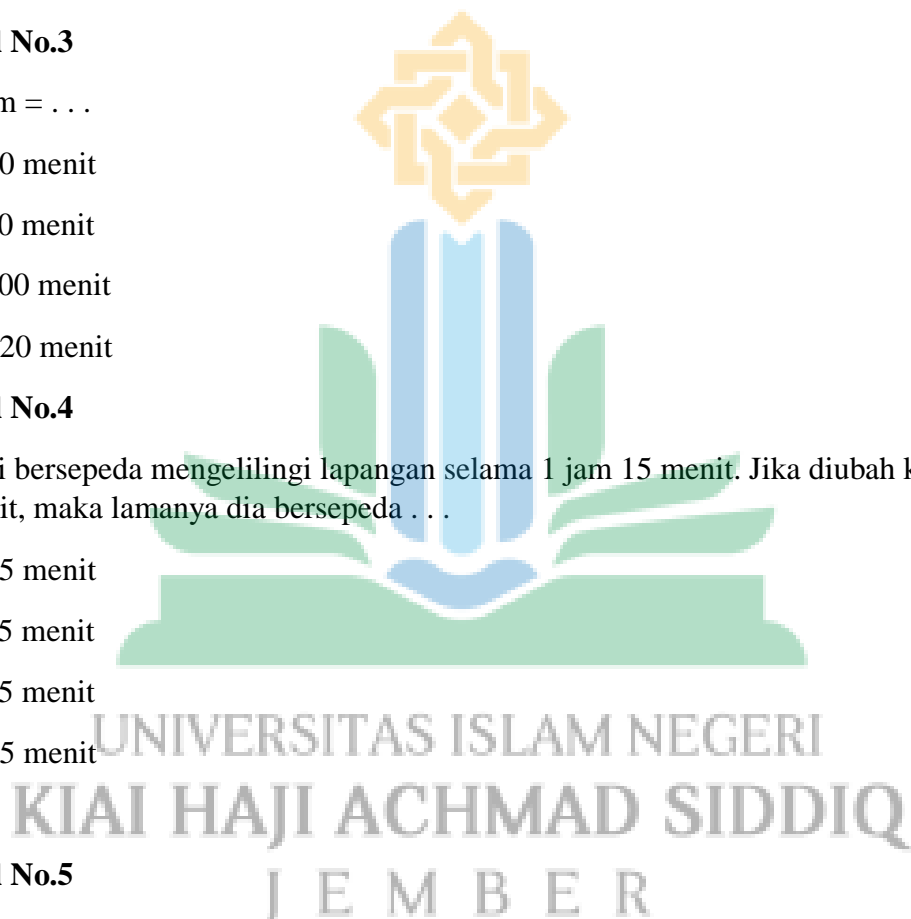 l No.3
m = . . .
0 menit
0 menit
00 menit
20 menit
l No.4
i bersepeda mengelilingi lapangan selama 1 jam 15 menit. Jika diubah k
it, maka lamanya dia bersepeda . . .
5 menit
5 menit
5 menit
5 menit
UNIVERSITAS ISLAM NEGERI
KIAI HAJI ACHMAD SIDDIQ
l No.5
J E M B E R